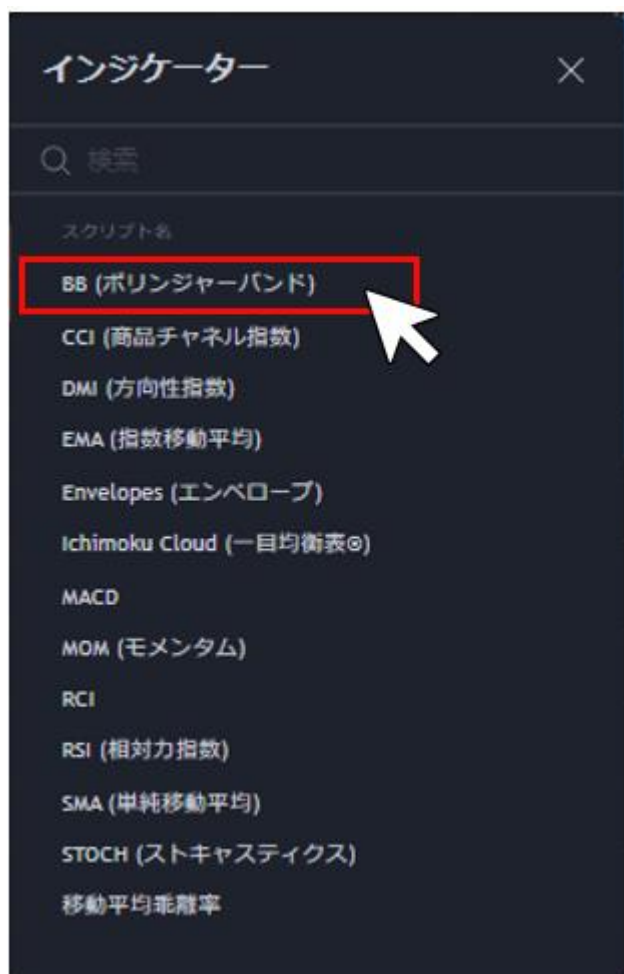 インジケーター
検索
スクリプト名
BB (ボリンジャーバンド)
CCI (商品チャネル指数)
DMI (方向性指数)
EMA (指数移動平均)
Envelopes (エンベロープ)
Ichimoku Cloud (一目均衡表®)
MACD
MOM (モメンタム)
RCI
RSI (相対力指数)
SMA (単純移動平均)
STOCH (ストキャスティクス)
移動平均乖離率